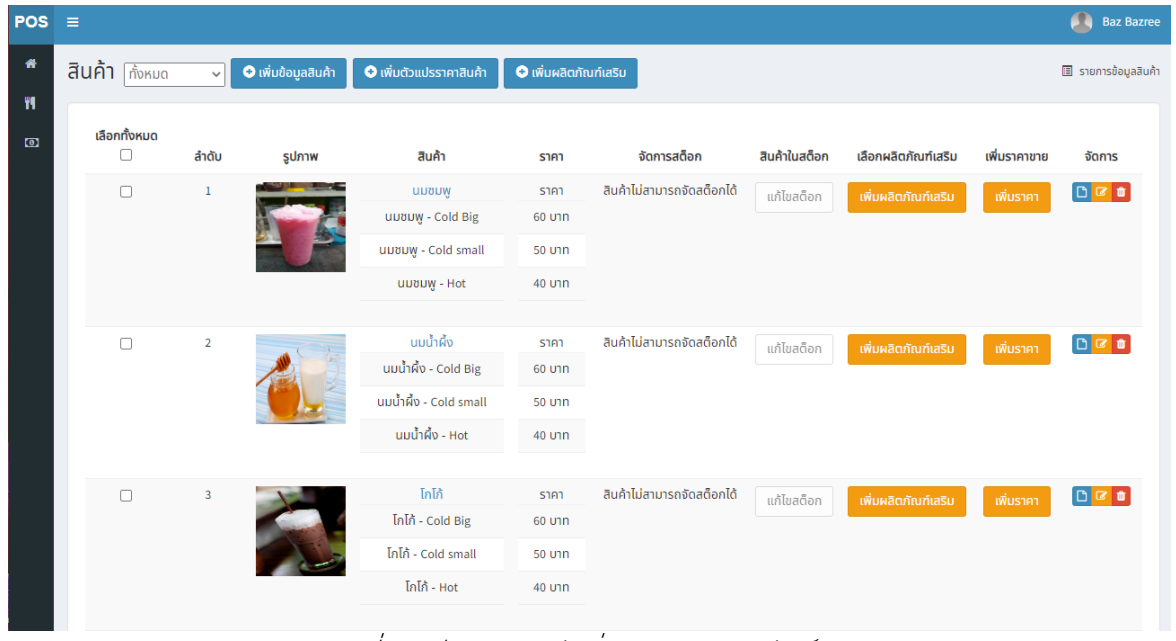 POS Baz Bazree
สินค้า ทั้งหมด เพิ่มข้อมูลสินค้า เพิ่มตัวแปรราคาสินค้า เพิ่มผลิตภัณฑ์เสริม รายการข้อมูลสินค้า
เลือกทั้งหมด ลำดับ รูปภาพ สินค้า ราคา จัดการสต็อก สินค้าในสต็อก เลือกผลิตภัณฑ์เสริม เพิ่มราคาขาย จัดการ
1 นมชมพู ราคา สินค้าไม่สามารถจัดสต็อกได้ แก้ไขสต็อก เพิ่มผลิตภัณฑ์เสริม เพิ่มราคา
นมชมพู - Cold Big 60 บาท
นมชมพู - Cold small 50 บาท
นมชมพู - Hot 40 บาท
2 นมน้ำผึ้ง ราคา สินค้าไม่สามารถจัดสต็อกได้ แก้ไขสต็อก เพิ่มผลิตภัณฑ์เสริม เพิ่มราคา
นมน้ำผึ้ง - Cold Big 60 บาท
นมน้ำผึ้ง - Cold small 50 บาท
นมน้ำผึ้ง - Hot 40 บาท
3 โกโก้ ราคา สินค้าไม่สามารถจัดสต็อกได้ แก้ไขสต็อก เพิ่มผลิตภัณฑ์เสริม เพิ่มราคา
โกโก้ - Cold Big 60 บาท
โกโก้ - Cold small 50 บาท
โกโก้ - Hot 40 บาท